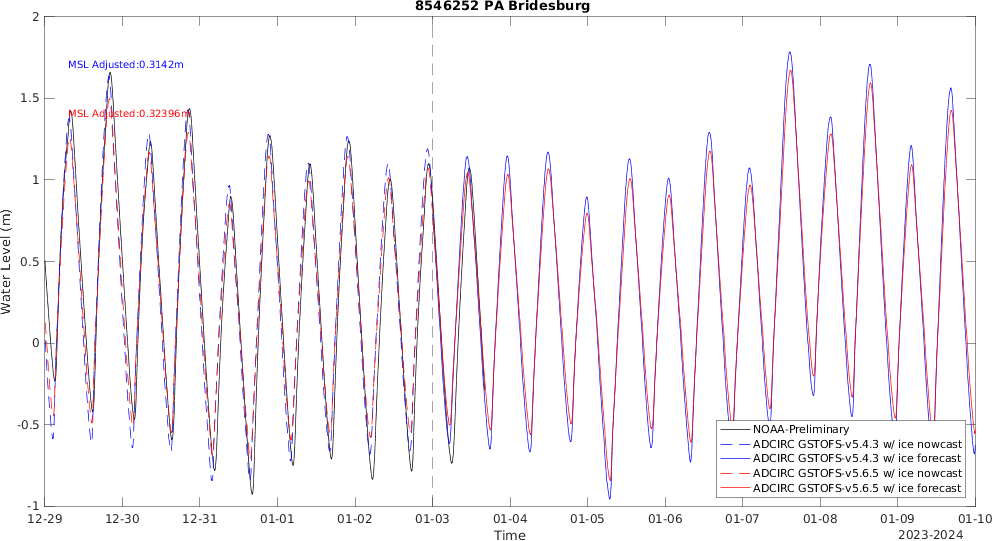 8546252 PA Bridesburg
2
1.5
1
0.5
0
-0.5
-1
Water Level (m)
MSL Adjusted:0.3142m
MSL Adjusted:0.32396m
NOAA-Preliminary
ADCIRC GSTOFS-v5.4.3 w/ ice nowcast
ADCIRC GSTOFS-v5.4.3 w/ ice forecast
ADCIRC GSTOFS-v5.6.5 w/ ice nowcast
ADCIRC GSTOFS-v5.6.5 w/ ice forecast
12-29 12-30 12-31 01-01 01-02 01-03 01-04 01-05 01-06 01-07 01-08 01-09 01-10
Time
2023-2024